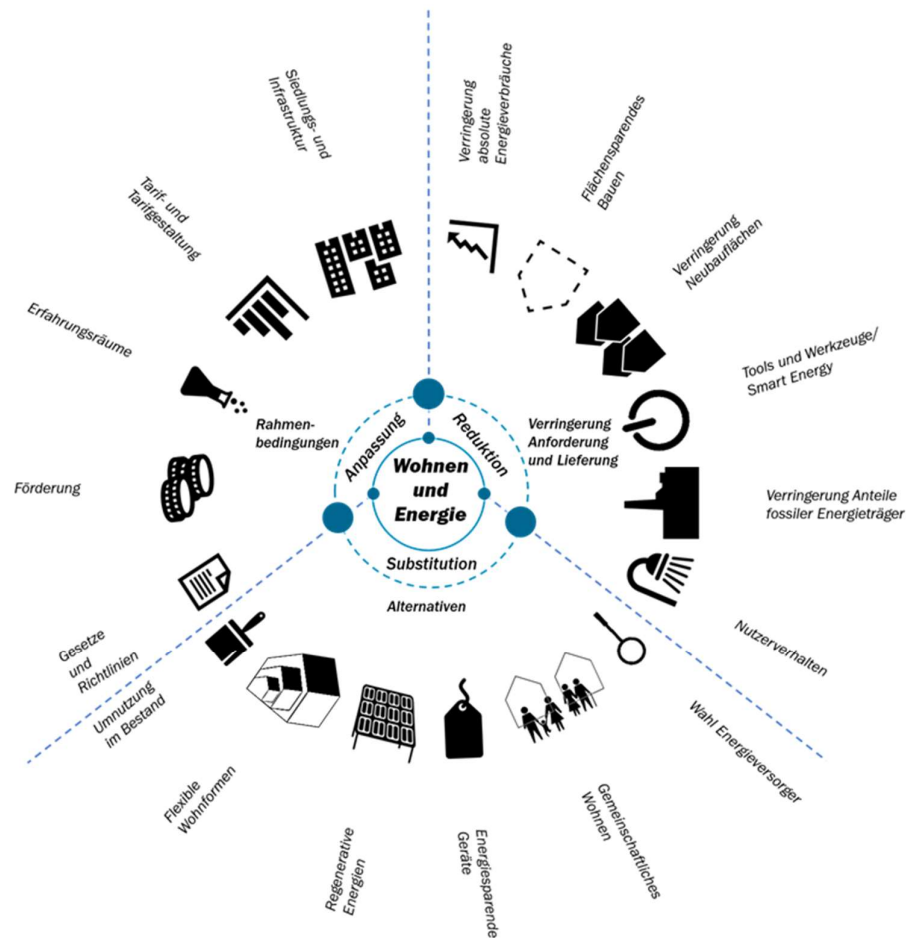 Siedlungs- und
Infrastruktur
Verringerung
absolute
Energieverbräuche
Flächensparendes
Bauen
Verringerung
Neubauflächen
Tools und Werkzeuge/
Smart Energy
Verringerung Anteile
fossiler Energieträger
Nutzerverhalten
Wahl Energieversorger
Gemeinschaftliches
Wohnen
Energiesparende
Geräte
Regenerative
Energien
Flexible
Wohnformen
Umnutzung
im Bestand
Gesetze
und
Richtlinien
Förderung
Erfahrungsräume
Tarif- und
Tarifgestaltung
Rahmen-
bedingungen
Anpassung
Reduktion
Verringerung
Anforderung
und Lieferung
Wohnen
und
Energie
Substitution
Alternativen